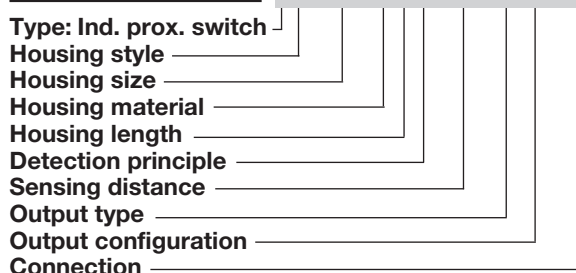 Type: Ind. prox. switch
Housing style
Housing size
Housing material
Housing length
Detection principle
Sensing distance
Output type
Output configuration
Connection